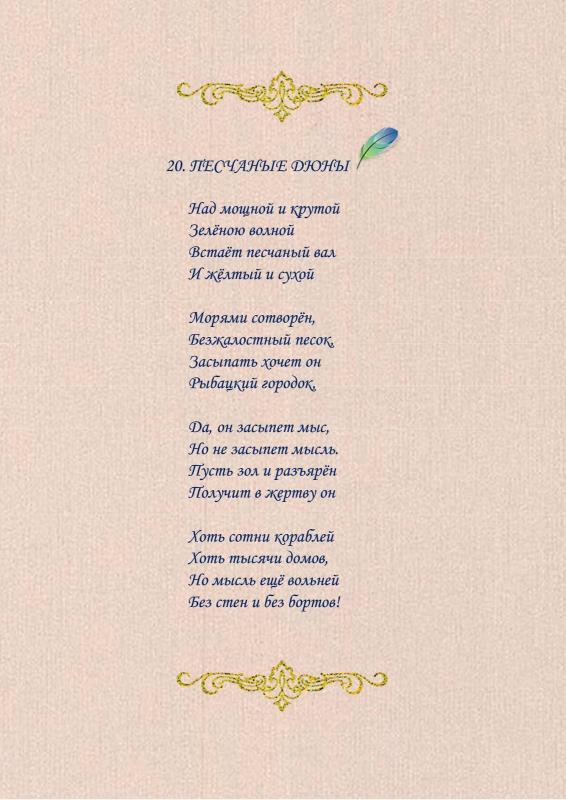 20. ПЕСЧАНЫЕ ДЮНЫ
Над мощной и крутой
Зелёною волной
Встаёт песчаный вал
И жёлтый и сухой
Морями сотворён,
Безжалостный песок,
Засыпать хочет он
Рыбацкий городок,
Да, он засыпет мыс,
Но не засыпет мысль.
Пусть зол и разъярён
Получит в жертву он
Хоть сотни кораблей
Хоть тысячи домов,
Но мысль ещё вольней
Без стен и без бортов!